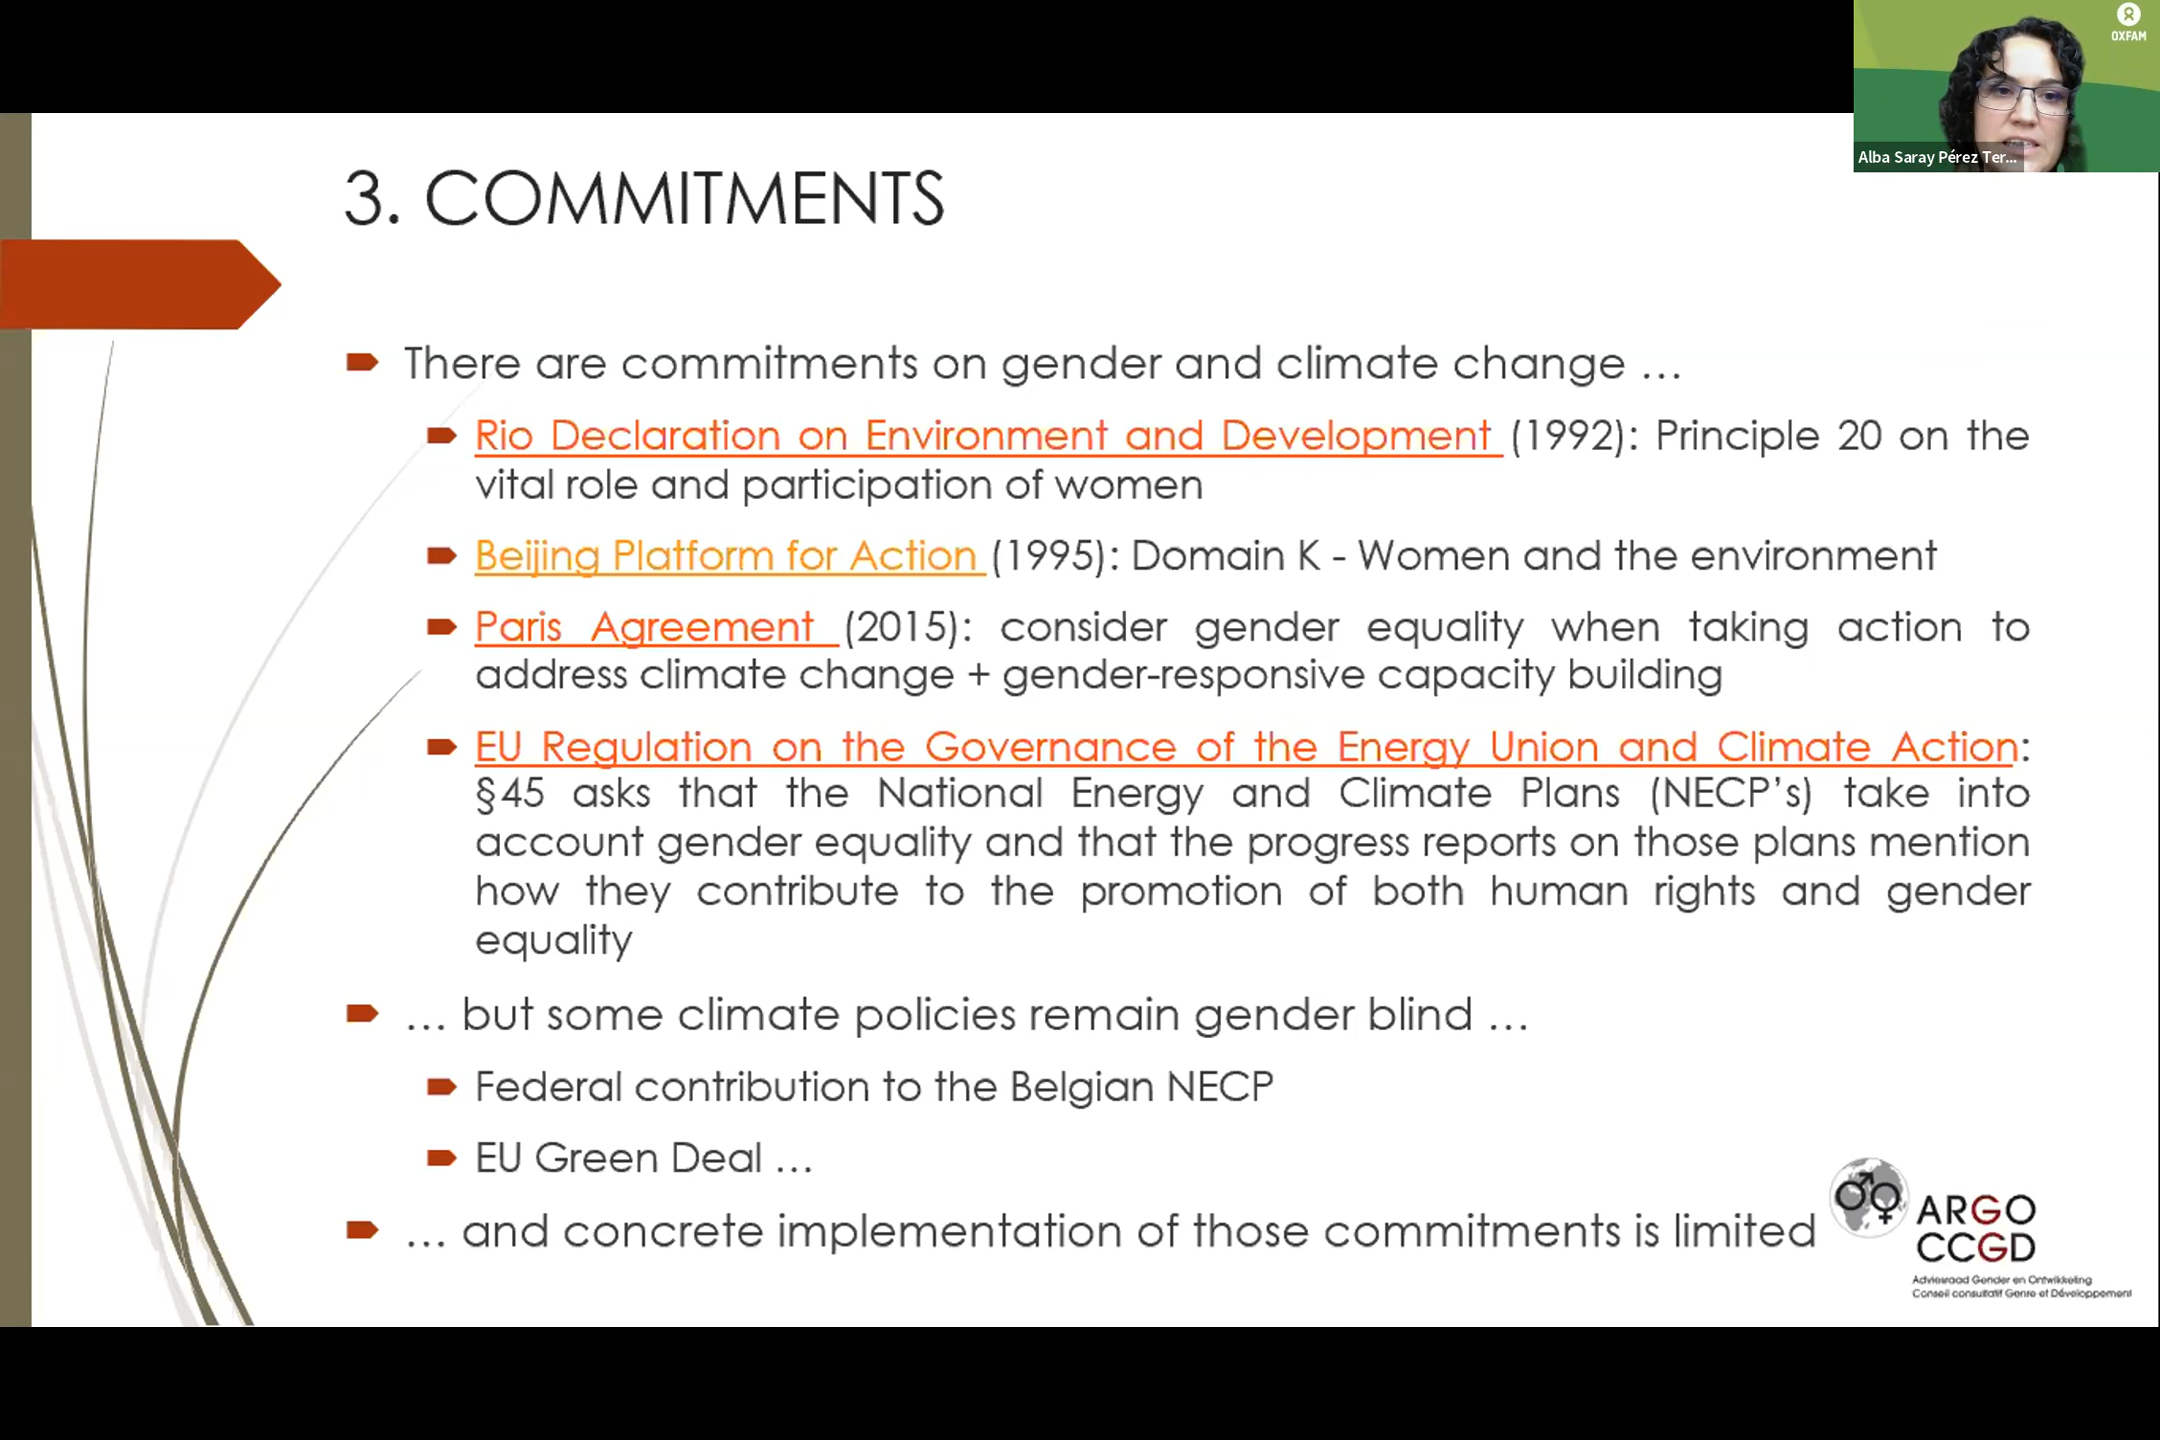 OXFAM
Alba Saray Pérez Ter...
3. COMMITMENTS
There are commitments on gender and climate change …
Rio Declaration on Environment and Development (1992): Principle 20 on the
vital role and participation of women
Beijing Platform for Action (1995): Domain K - Women and the environment
Paris Agreement (2015): consider gender equality when taking action to
address climate change + gender-responsive capacity building
EU Regulation on the Governance of the Energy Union and Climate Action:
§45 asks that the National Energy and Climate Plans (NECP’s) take into
account gender equality and that the progress reports on those plans mention
how they contribute to the promotion of both human rights and gender
equality
… but some climate policies remain gender blind …
Federal contribution to the Belgian NECP
EU Green Deal …
… and concrete implementation of those commitments is limited
ARGO
CCGD
Adviesraad Gender en Ontwikkeling
Conseil consultatif Genre et Développement